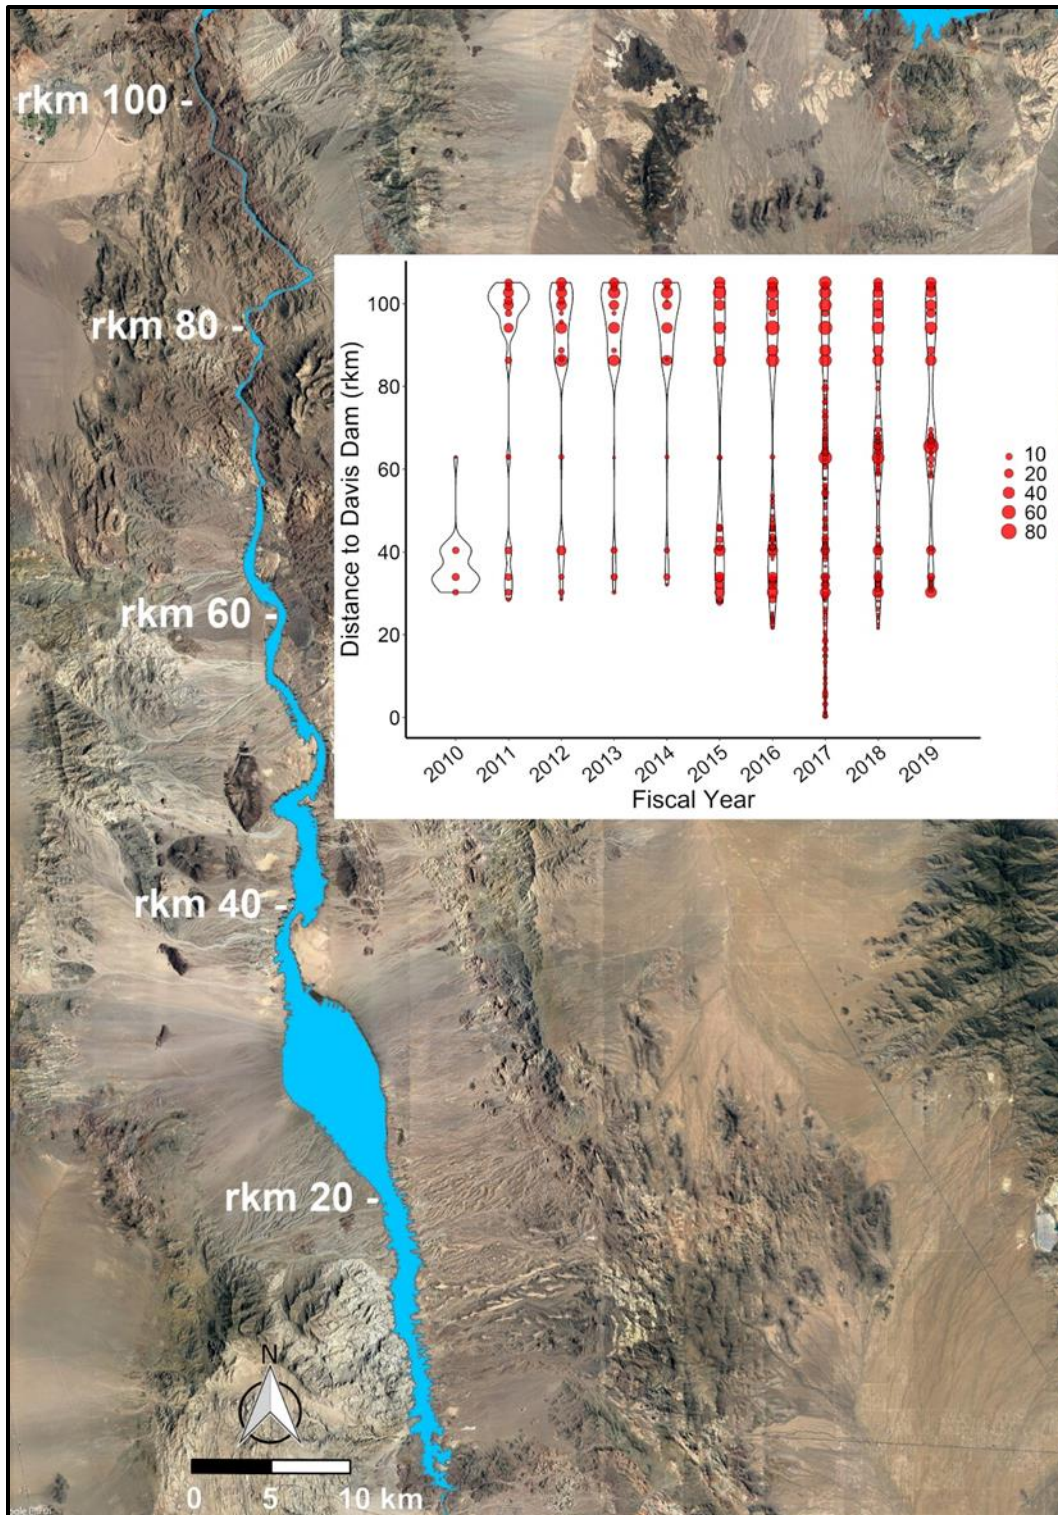 rkm 100 -
rkm 80 -
rkm 60 -
rkm 40 -
rkm 20 -
Distance to Davis Dam (rkm)
100
80
60
40
20
0
2010 2011 2012 2013 2014 2015 2016 2017 2018 2019
Fiscal Year
10
20
40
60
80
N
0 5 10 km